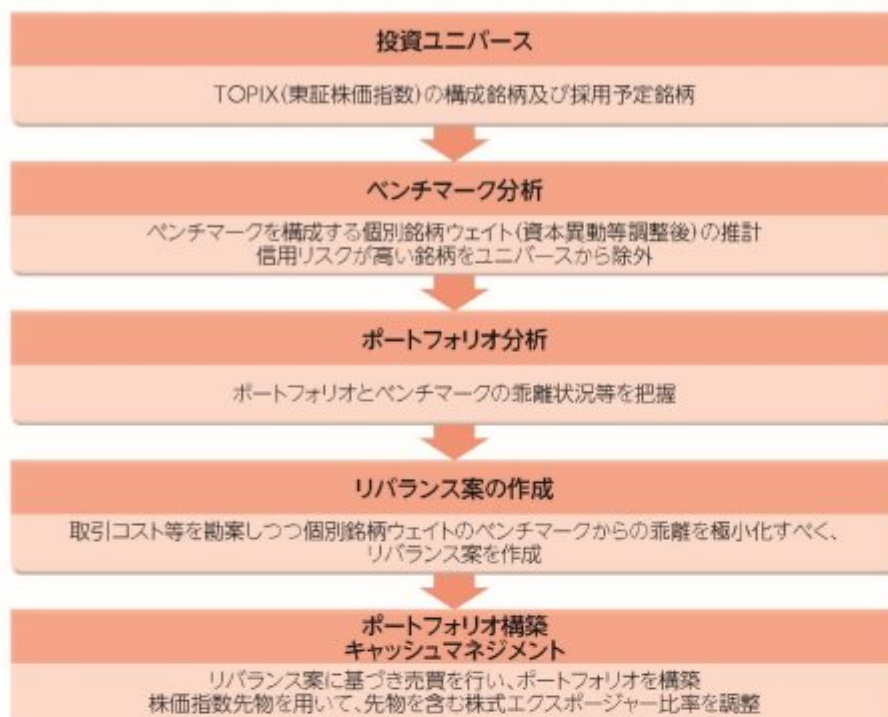 投資ユニバース
TOPIX(東証株価指数)の構成銘柄及び採用予定銘柄
ベンチマーク分析
ベンチマークを構成する個別銘柄ウェイト(資本異動等調整後)の推計
信用リスクが高い銘柄をユニバースから除外
ポートフォリオ分析
ポートフォリオとベンチマークの乖離状況等を把握
リバランス案の作成
取引コスト等を勘案しつつ個別銘柄ウェイトのベンチマークからの乖離を極小化すべく、
リバランス案を作成
ポートフォリオ構築
キャッシュマネジメント
リバランス案に基づき売買を行い、ポートフォリオを構築
株価指数先物を用いて、先物を含む株式エクスポージャー比率を調整